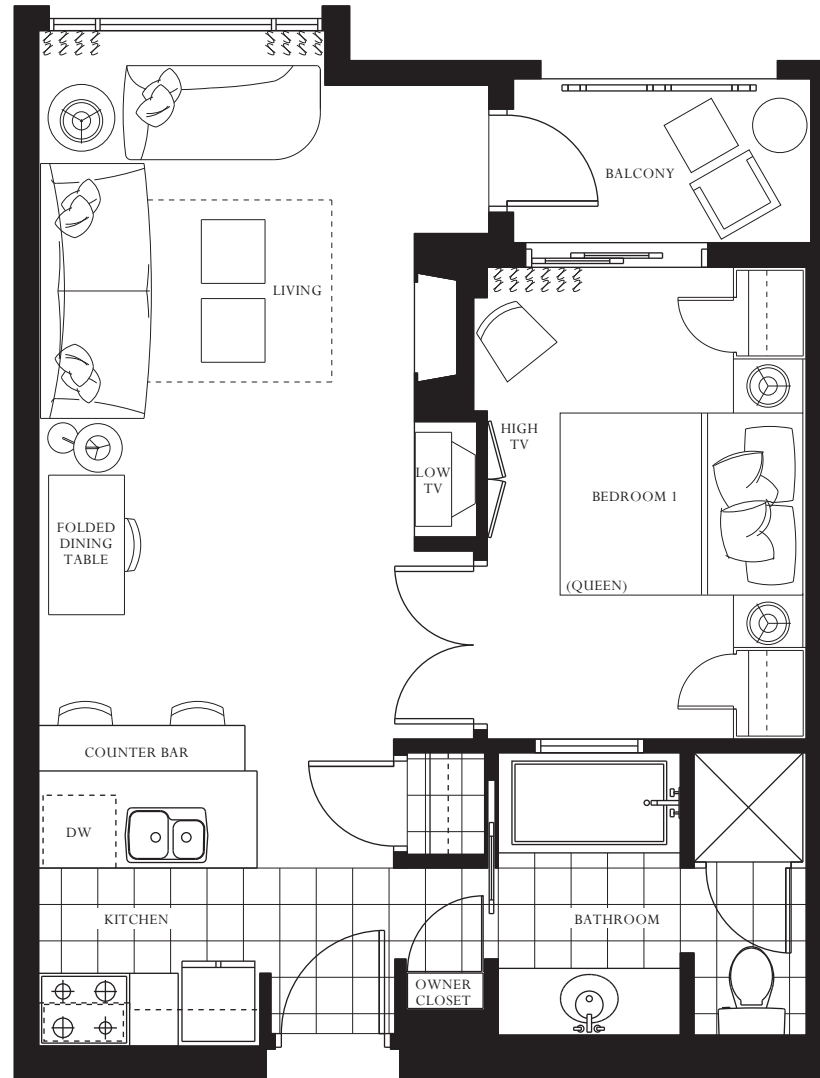 BALCONY
LIVING
HIGH
TV
LOW
TV
BEDROOM 1
FOLDED
DINING
TABLE
(QUEEN)
COUNTER BAR
DW
KITCHEN
BATHROOM
OWNER
CLOSET